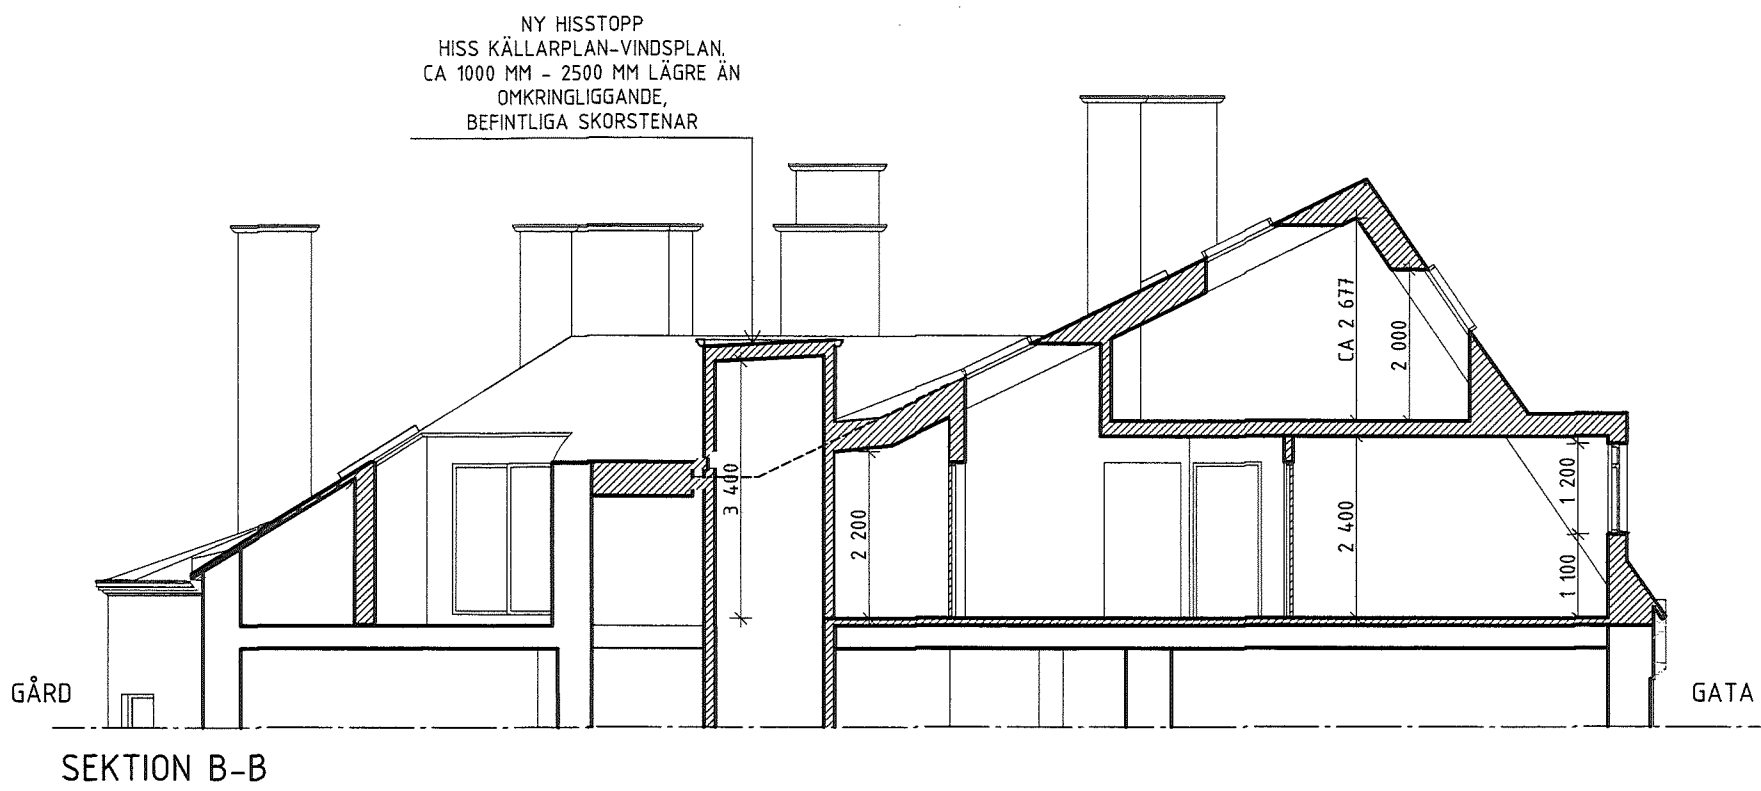 NY HISSTOPP
HISS KÄLLARPLAN-VINDSPLAN.
CA 1000 MM - 2500 MM LÄGRE ÄN
OMKRINGLIGGANDE,
BEFINTLIGA SKORSTENAR
CA 2 677
2 000
3 400
2 200
2 400
1 200
1 100
GÅRD
GATA
SEKTION B-B